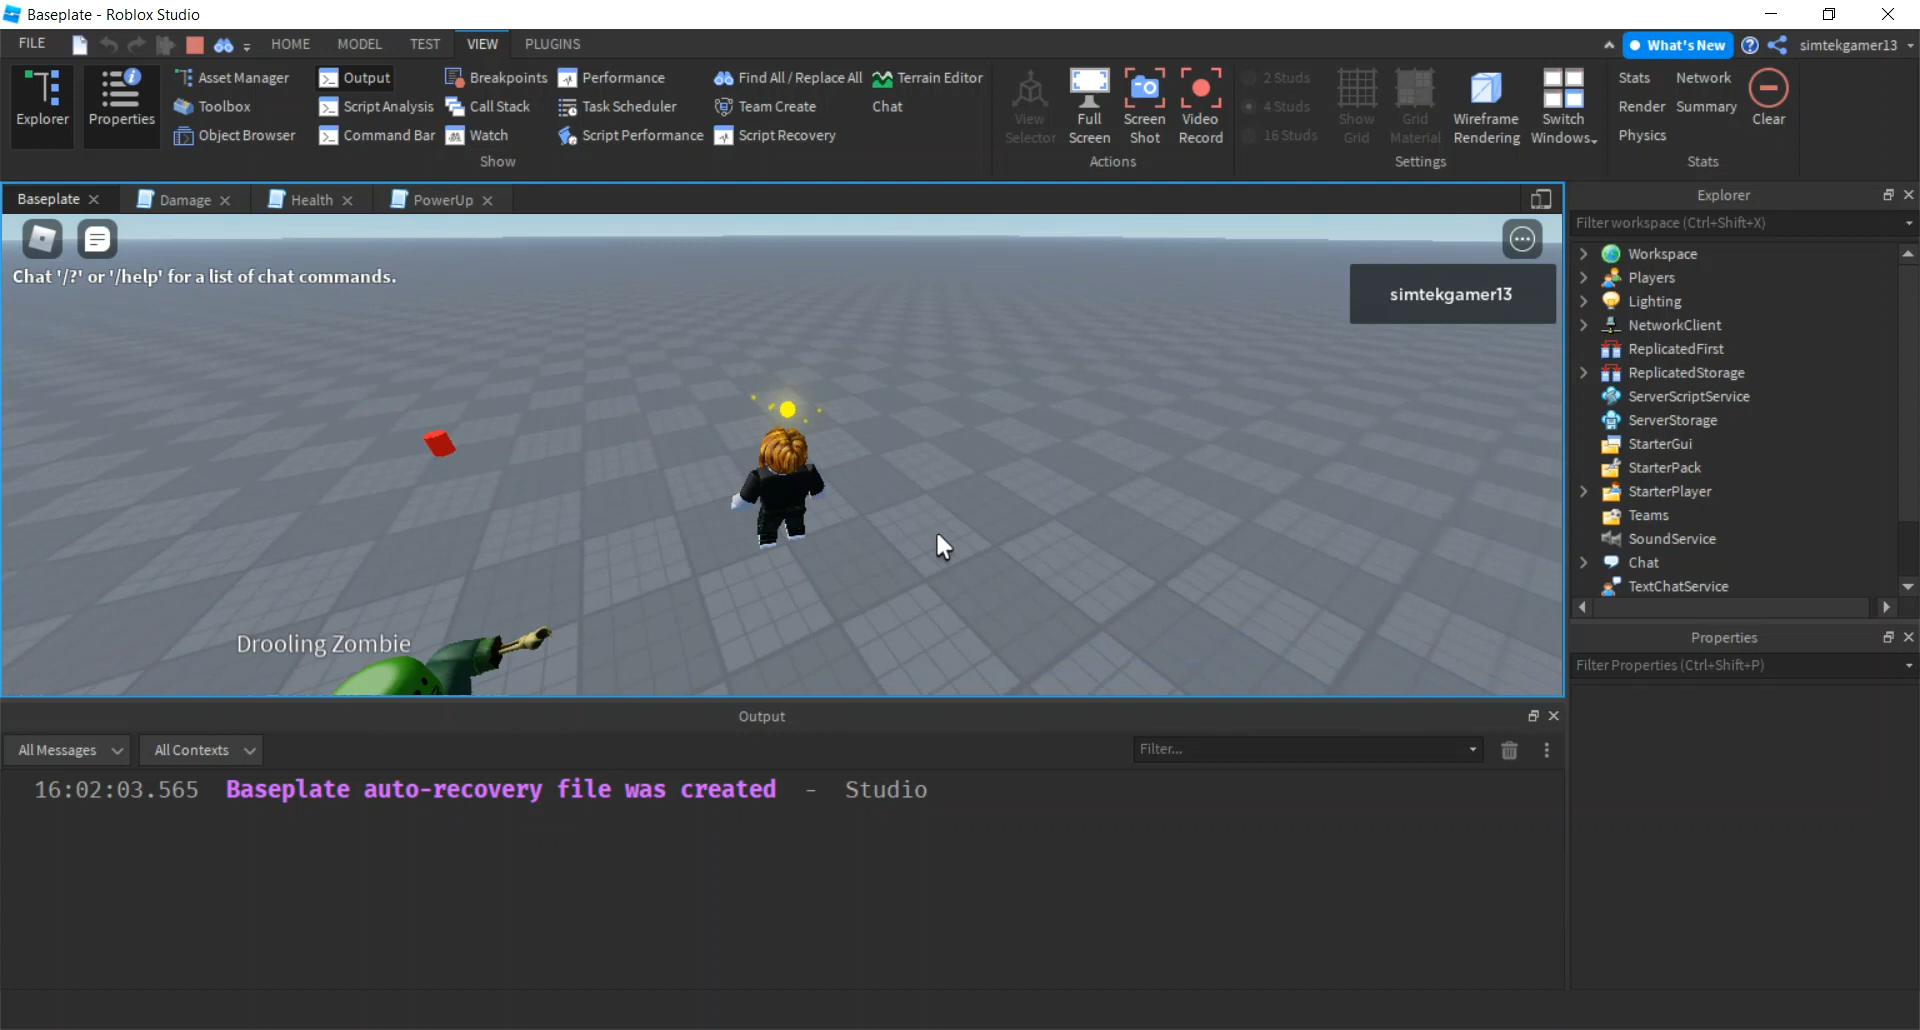 Baseplate - Roblox Studio
FILE
HOME
MODEL
TEST
VIEW
PLUGINS
What's New
simtekgamer13
Explorer
Properties
Asset Manager
Toolbox
Object Browser
Output
Script Analysis
Command Bar
Breakpoints
Call Stack
Watch
Performance
Task Scheduler
Script Performance
Find All / Replace All
Team Create
Script Recovery
Terrain Editor
Chat
Show
View
Selector
Full
Screen
Screen
Shot
Video
Record
Actions
2 Studs
4 Studs
16 Studs
Show
Grid
Grid
Material
Wireframe
Rendering
Switch
Windows
Settings
Stats
Network
Render
Summary
Physics
Clear
Stats
Baseplate
Damage
Health
PowerUp
Chat '/?' or '/help' for a list of chat commands.
simtekgamer13
Drooling Zombie
Explorer
Filter workspace (Ctrl+Shift+X)
Workspace
Players
Lighting
NetworkClient
ReplicatedFirst
ReplicatedStorage
ServerScriptService
ServerStorage
StarterGui
StarterPack
StarterPlayer
Teams
SoundService
Chat
TextChatService
Properties
Filter Properties (Ctrl+Shift+P)
Output
All Messages
All Contexts
Filter...
16:02:03.565 Baseplate auto-recovery file was created - Studio